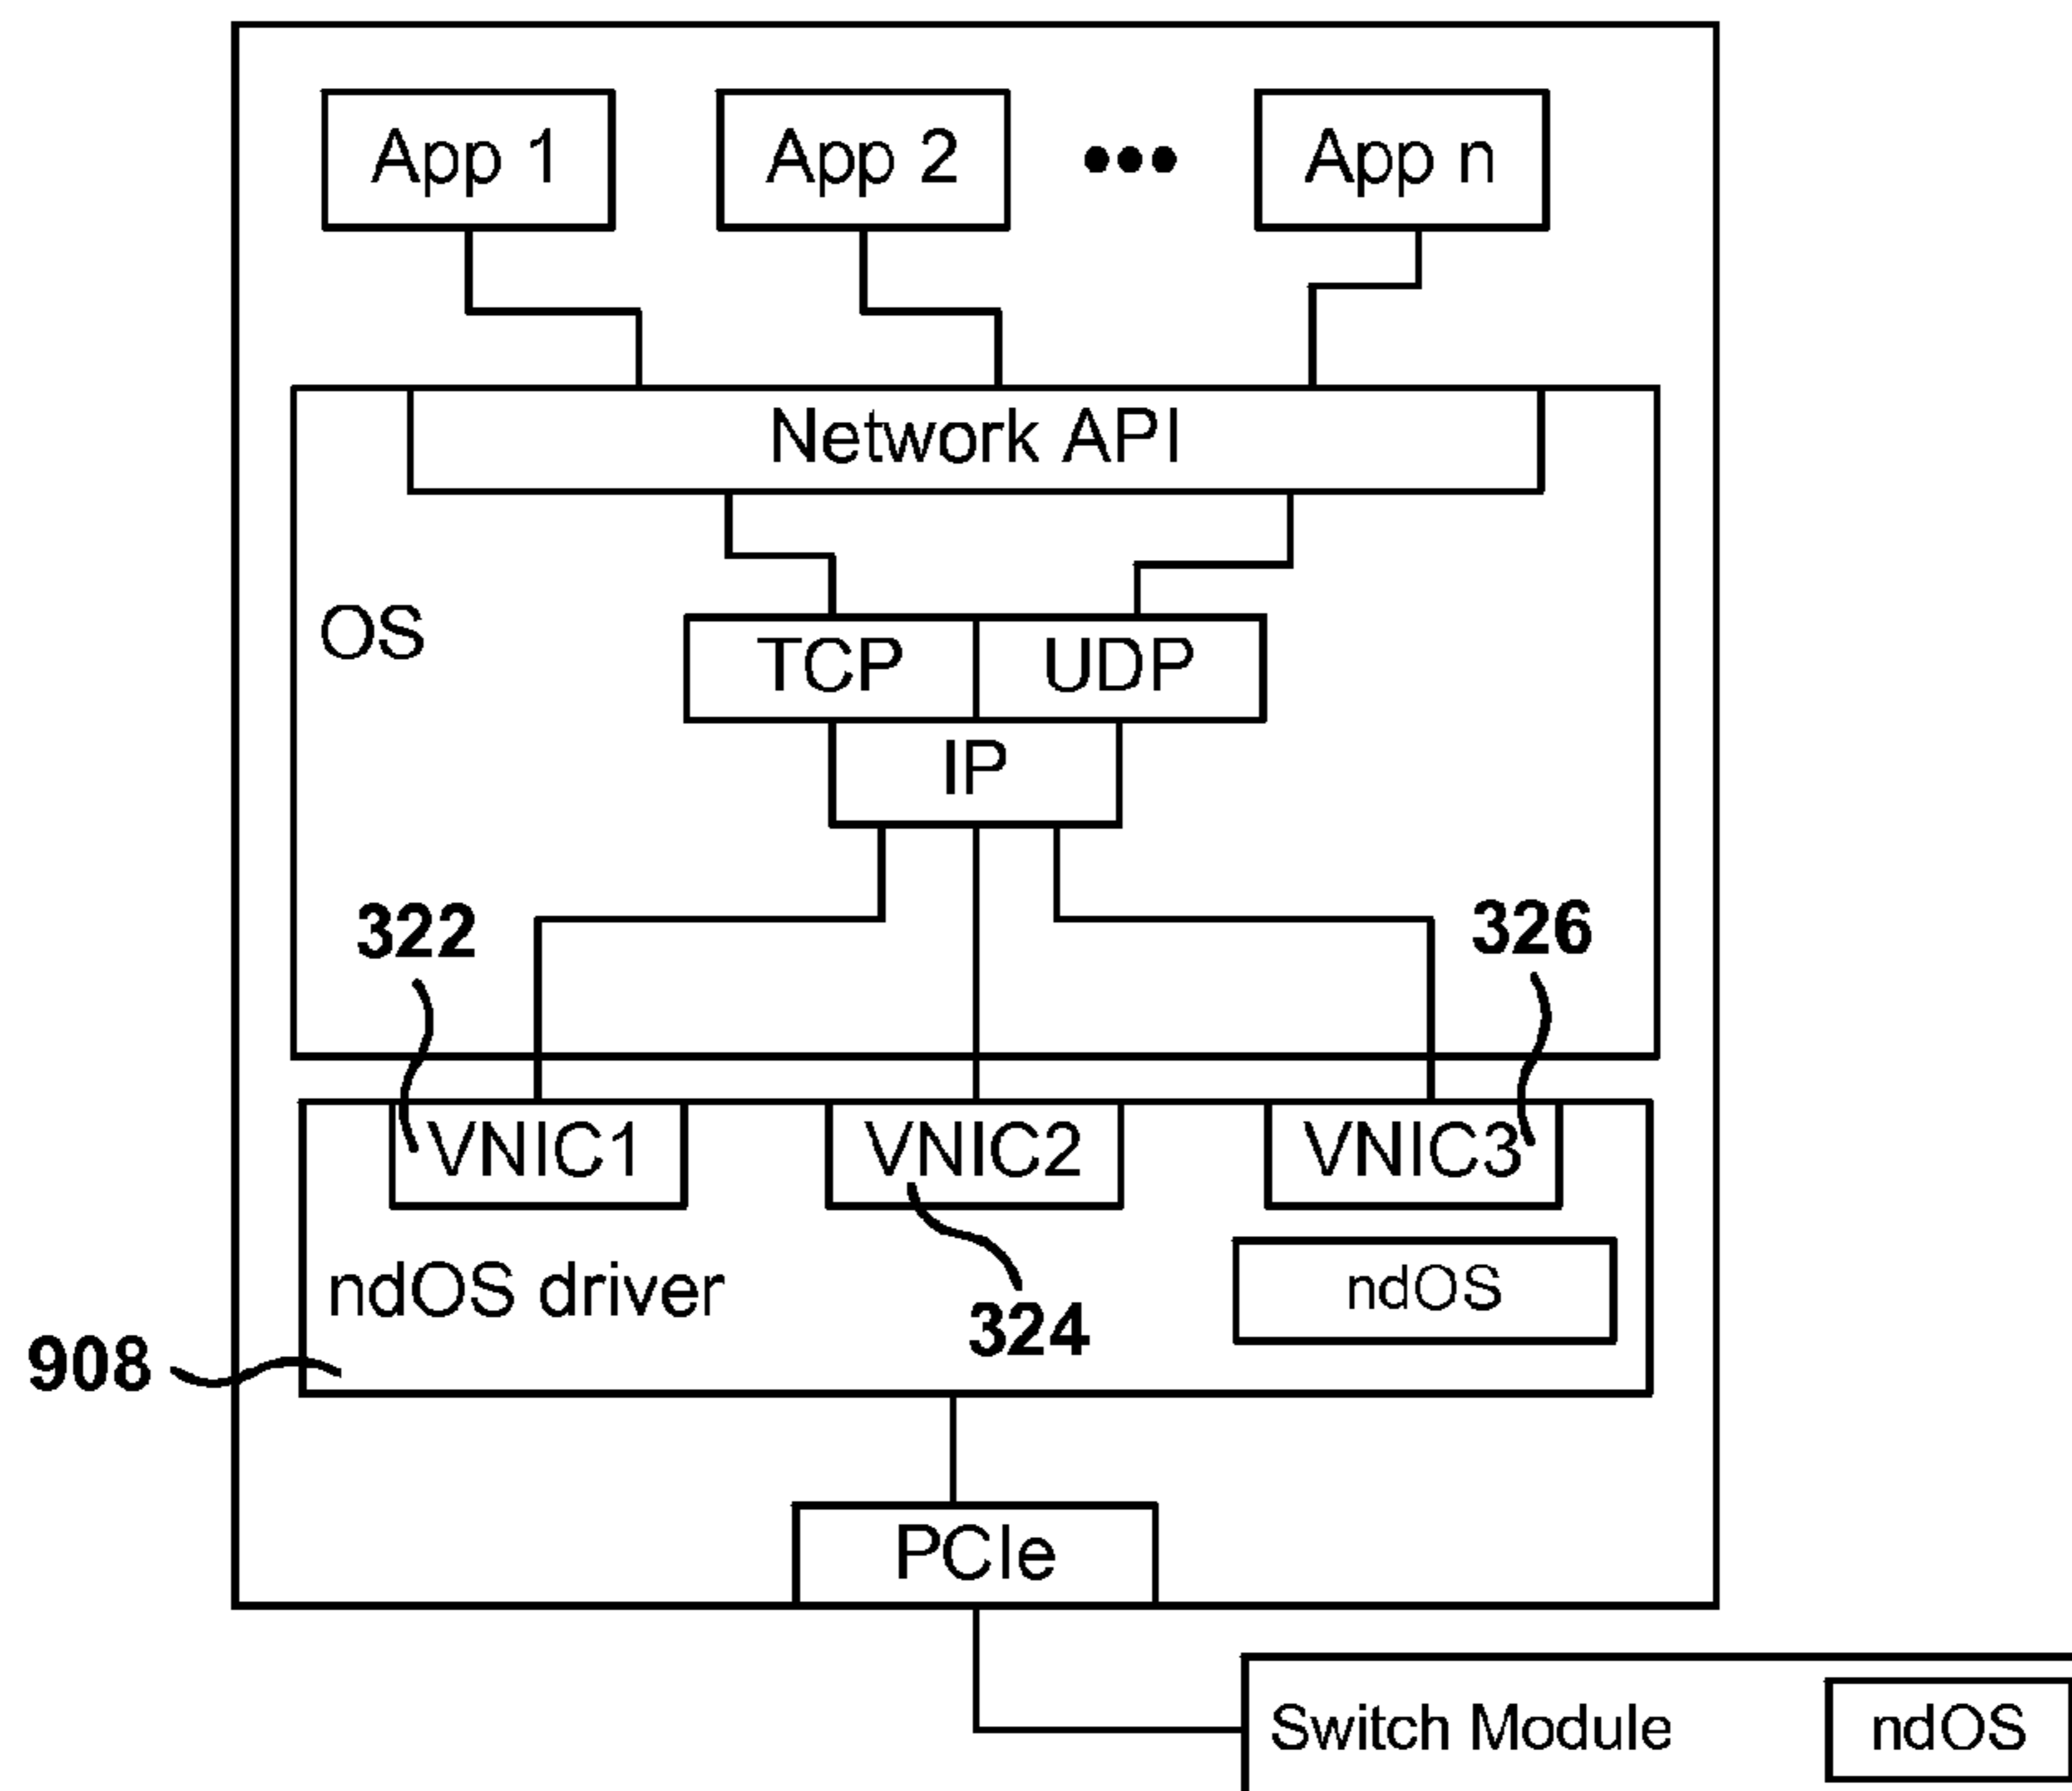 App 1
App 2
•••
App n
Network API
OS
TCP
UDP
IP
322
326
VNIC1
VNIC2
VNIC3
ndOS driver
324
ndOS
908
PCIe
Switch Module
ndOS